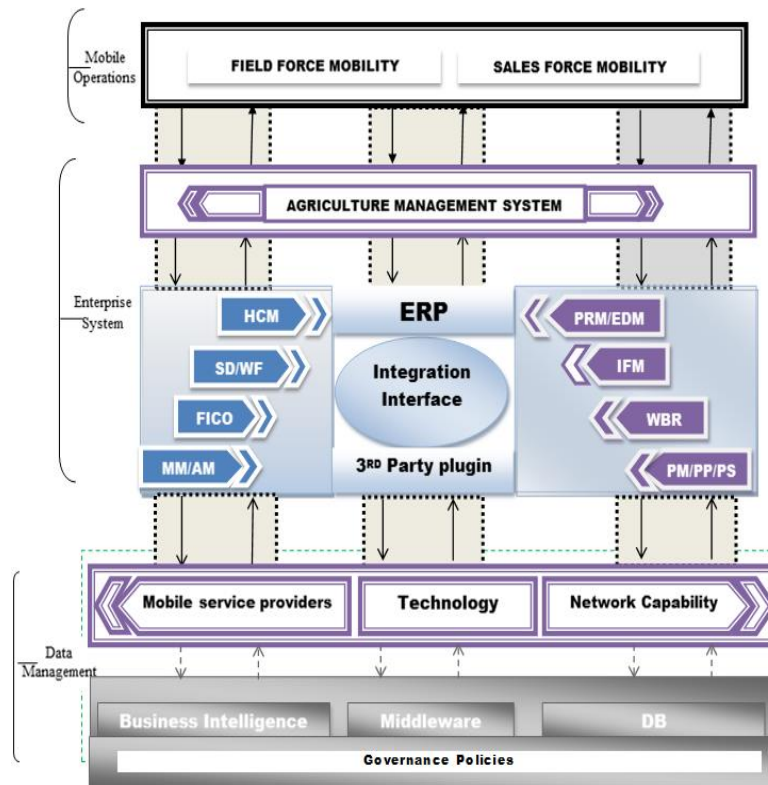 Mobile
Operations
FIELD FORCE MOBILITY
SALES FORCE MOBILITY
AGRICULTURE MANAGEMENT SYSTEM
Enterprise
System
HCM
ERP
PRM/EDM
SD/WF
Integration
Interface
IFM
FICO
WBR
MM/AM
3RD Party plugin
PM/PP/PS
Mobile service providers
Technology
Network Capability
Data
Management
Business Intelligence
Middleware
DB
Governance Policies